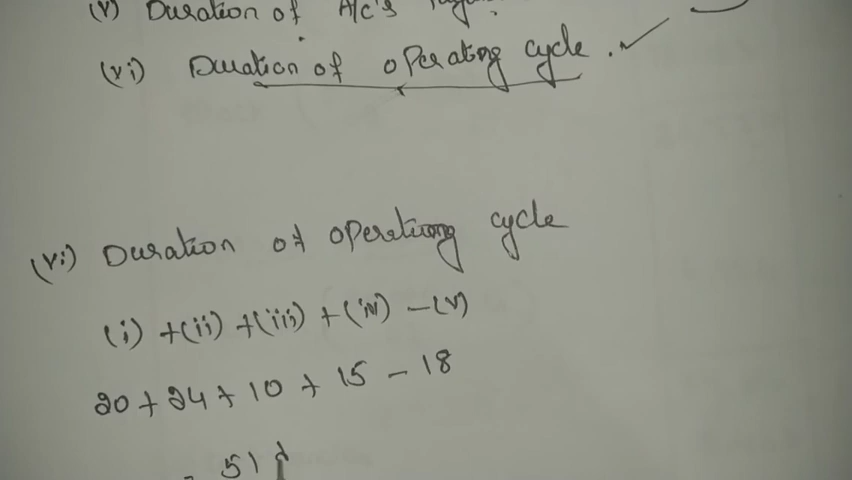 (v) Duration of A/c's
(vi) Duration of operating cycle.
(vi) Duration of operating cycle
(i) + (ii) + (iii) + (iv) - (v)
20 + 24 + 10 + 15 - 18
= 51 d